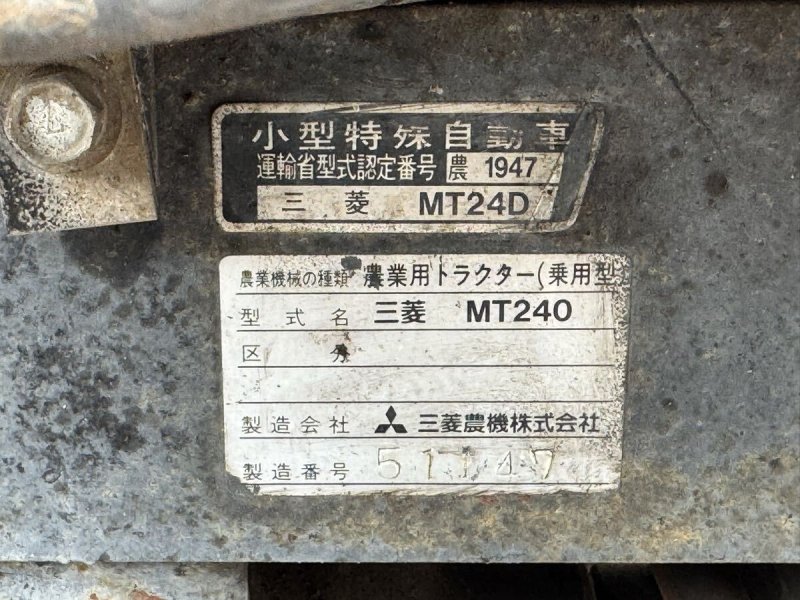 小型特殊自動車
運輸省型式認定番号 農 1947
三菱 MT24D
農業機械の種類 農業用トラクター(乗用型
型式名 三菱 MT240
区分
製造会社 三菱農機株式会社
製造番号